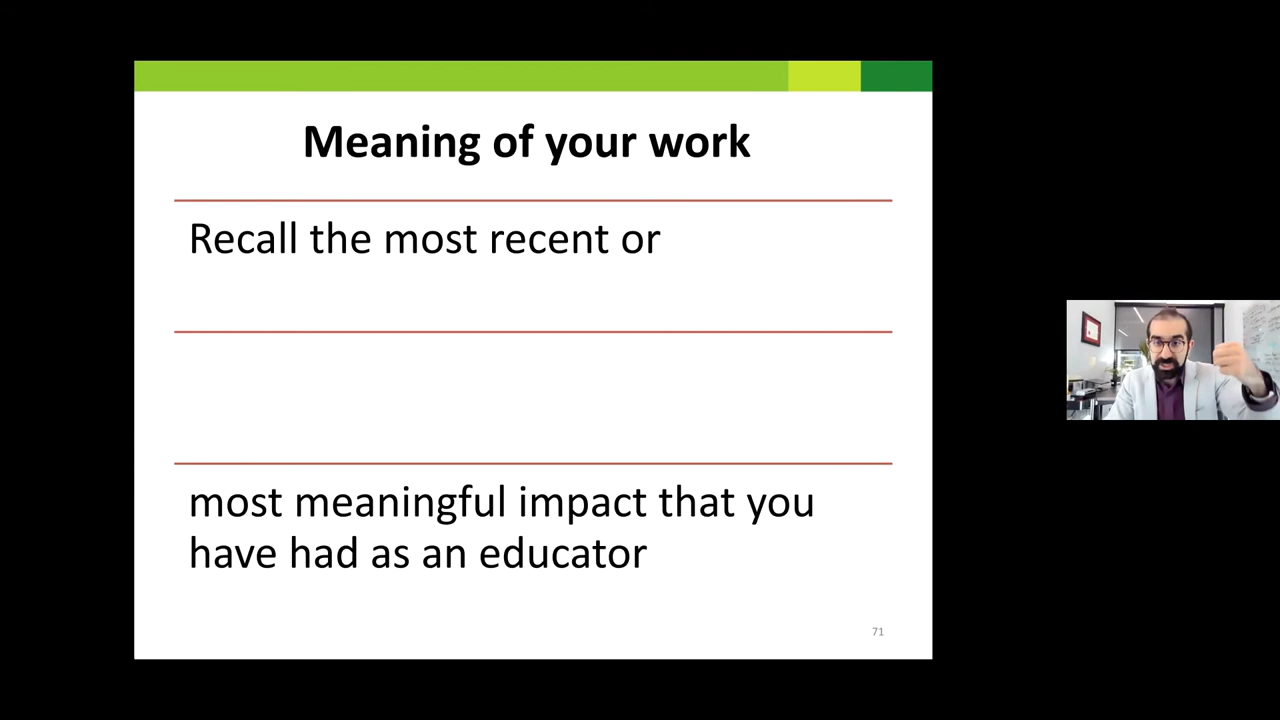 Meaning of your work
Recall the most recent or
most meaningful impact that you
have had as an educator
71